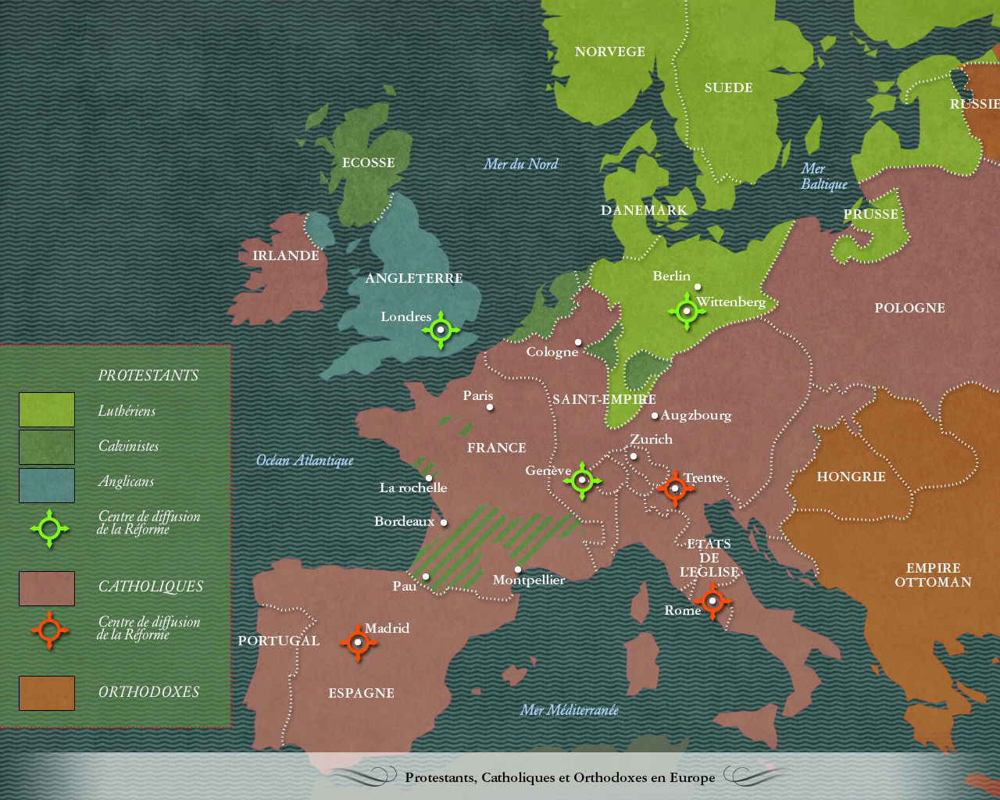 NORVEGE
SUEDE
RUSSIE
ECOSSE
Mer du Nord
Mer
Baltique
DANEMARK
PRUSSE
IRLANDE
ANGLETERRE
Berlin
Wittenberg
POLOGNE
Londres
Cologne
PROTESTANTS
Luthériens
Calvinistes
Anglicans
Centre de diffusion
de la Réforme
CATHOLIQUES
Centre de diffusion
de la Réforme
ORTHODOXES
Paris
SAINT-EMPIRE
Augzbourg
FRANCE
Zurich
Océan Atlantique
Genève
Trente
HONGRIE
La rochelle
Bordeaux
ETATS
DE
L'EGLISE
EMPIRE
OTTOMAN
Pau
Montpellier
Rome
Madrid
PORTUGAL
ESPAGNE
Mer Méditerranée
Protestants, Catholiques et Orthodoxes en Europe